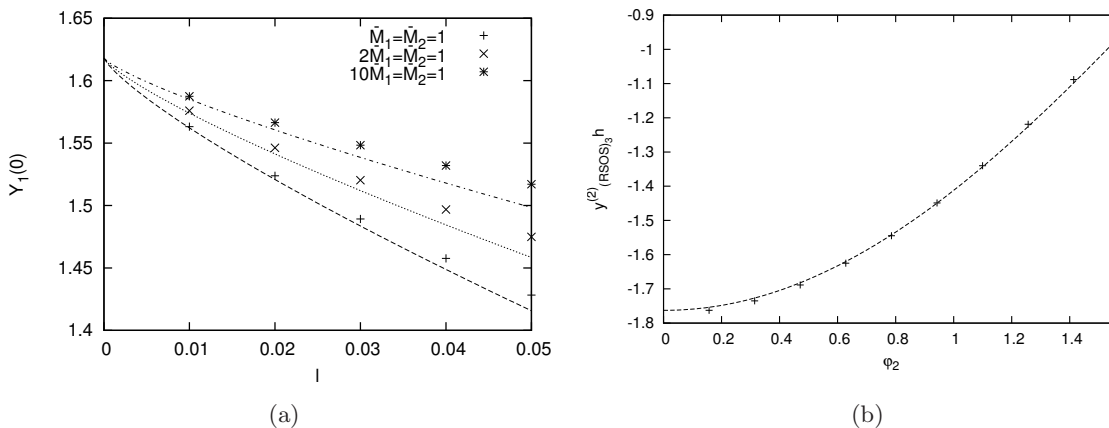 1.65
1.6
1.55
1.5
1.45
1.4
Y₁(0)
M̄₁=M̄₂=1 +
2M̄₁=M̄₂=1 ×
10M̄₁=M̄₂=1 ∗
0 0.01 0.02 0.03 0.04 0.05
l
(a)
-0.9
-1
-1.1
-1.2
-1.3
-1.4
-1.5
-1.6
-1.7
-1.8
y⁽²⁾₍RSOS₎₃h
0 0.2 0.4 0.6 0.8 1 1.2 1.4
φ₂
(b)